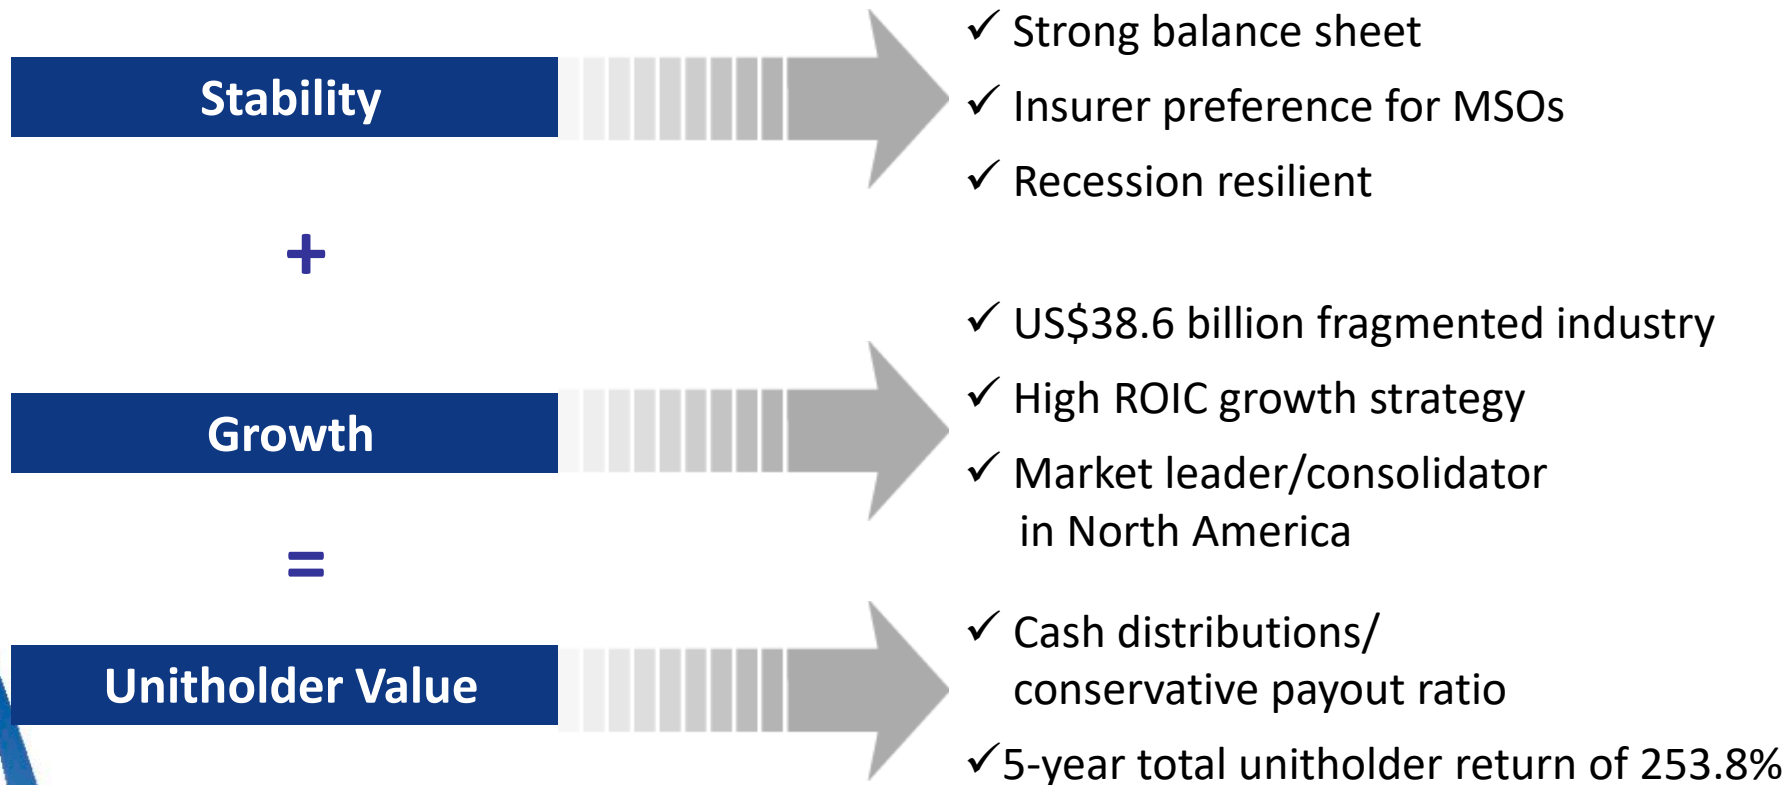 Stability
✓ Strong balance sheet
✓ Insurer preference for MSOs
✓ Recession resilient
+
Growth
✓ US$38.6 billion fragmented industry
✓ High ROIC growth strategy
✓ Market leader/consolidator
in North America
=
Unitholder Value
✓ Cash distributions/
conservative payout ratio
✓5-year total unitholder return of 253.8%